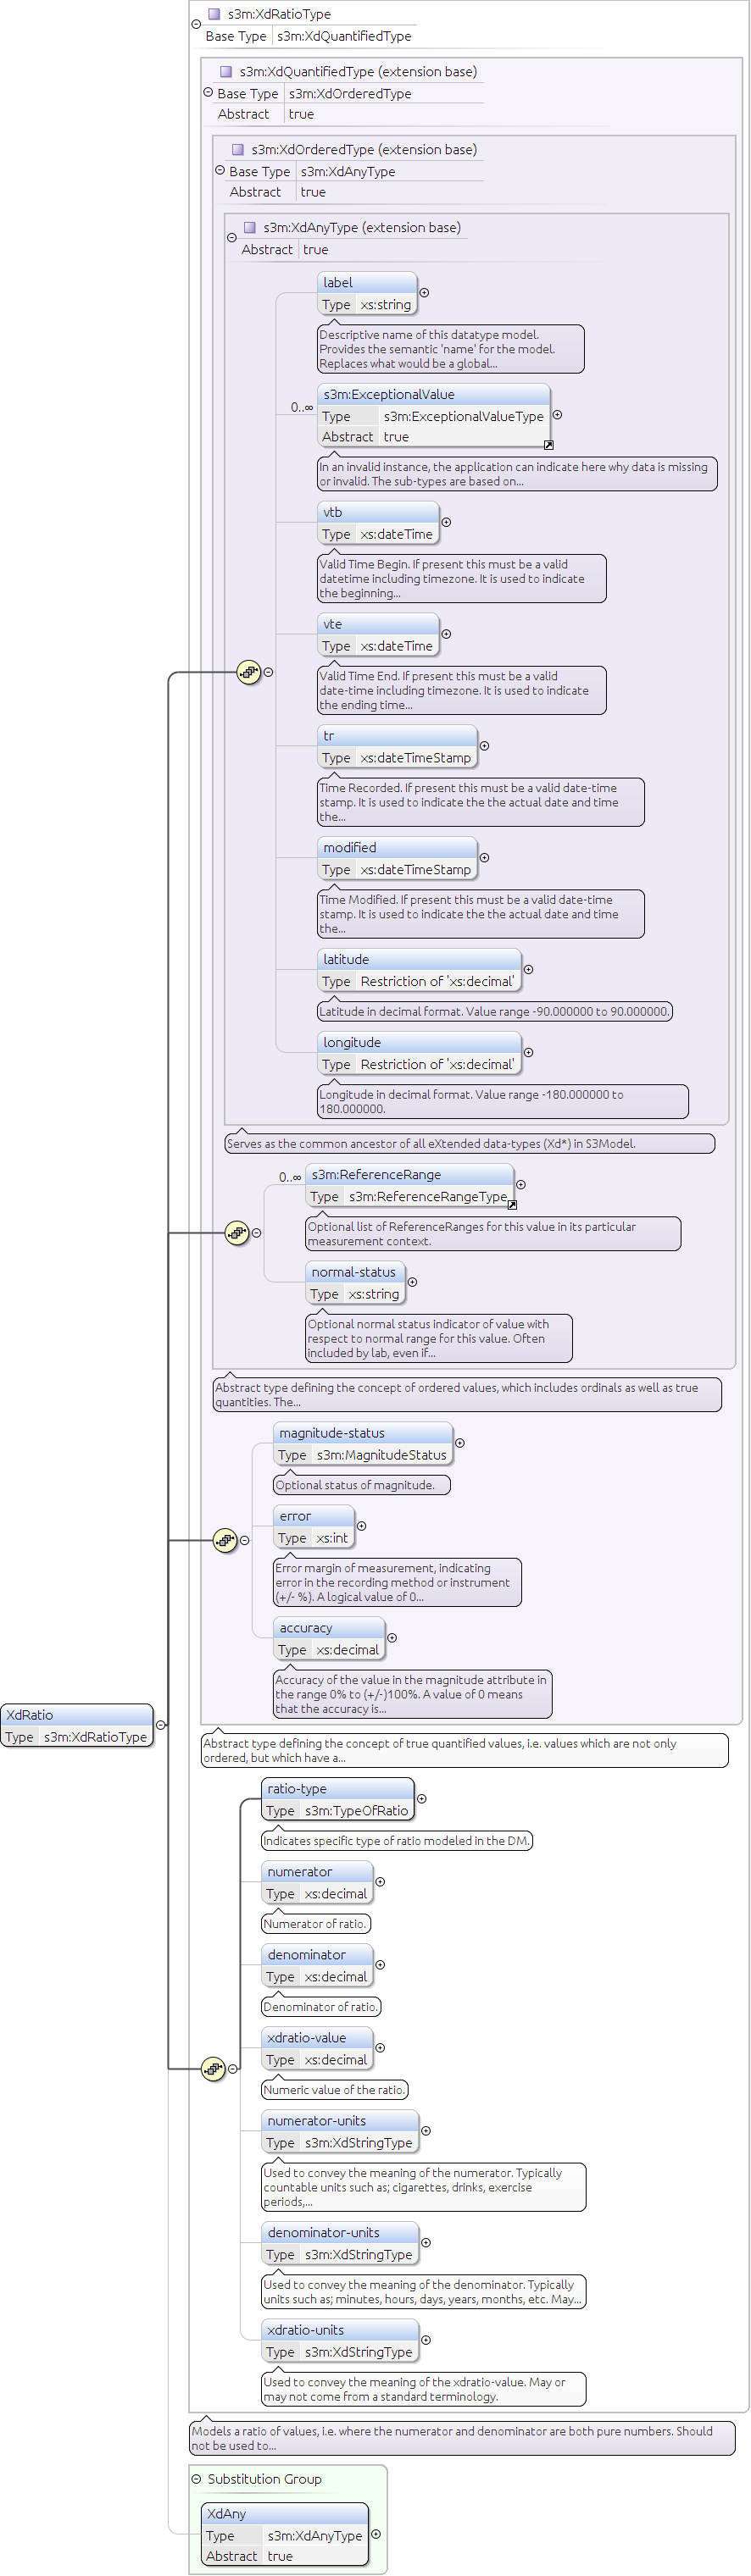 s3m:XdRatioType
Base Type s3m:XdQuantifiedType
s3m:XdQuantifiedType (extension base)
Base Type s3m:XdOrderedType
Abstract true
s3m:XdOrderedType (extension base)
Base Type s3m:XdAnyType
Abstract true
s3m:XdAnyType (extension base)
Abstract true
label
Type xs:string
Descriptive name of this datatype model.
Provides the semantic 'name' for the model.
Replaces what would be a global...
s3m:ExceptionalValue
0..∞
Type s3m:ExceptionalValueType
Abstract true
In an invalid instance, the application can indicate here why data is missing
or invalid. The sub-types are based on...
vtb
Type xs:dateTime
Valid Time Begin. If present this must be a valid
datetime including timezone. It is used to indicate
the beginning...
vte
Type xs:dateTime
Valid Time End. If present this must be a valid
date-time including timezone. It is used to indicate
the ending time...
tr
Type xs:dateTimeStamp
Time Recorded. If present this must be a valid date-time
stamp. It is used to indicate the the actual date and time
the...
modified
Type xs:dateTimeStamp
Time Modified. If present this must be a valid date-time
stamp. It is used to indicate the the actual date and time
the...
latitude
Type Restriction of 'xs:decimal'
Latitude in decimal format. Value range -90.000000 to 90.000000.
longitude
Type Restriction of 'xs:decimal'
Longitude in decimal format. Value range -180.000000 to
180.000000.
Serves as the common ancestor of all eXtended data-types (Xd*) in S3Model.
0..∞ s3m:ReferenceRange
Type s3m:ReferenceRangeType
Optional list of ReferenceRanges for this value in its particular
measurement context.
normal-status
Type xs:string
Optional normal status indicator of value with
respect to normal range for this value. Often
included by lab, even if...
Abstract type defining the concept of ordered values, which includes ordinals as well as true
quantities. The...
magnitude-status
Type s3m:MagnitudeStatus
Optional status of magnitude.
error
Type xs:int
Error margin of measurement, indicating
error in the recording method or instrument
(+/- %). A logical value of 0...
accuracy
Type xs:decimal
Accuracy of the value in the magnitude attribute in
the range 0% to (+/-)100%. A value of 0 means
that the accuracy is...
XdRatio
Type s3m:XdRatioType
Abstract type defining the concept of true quantified values, i.e. values which are not only
ordered, but which have a...
ratio-type
Type s3m:TypeOfRatio
Indicates specific type of ratio modeled in the DM.
numerator
Type xs:decimal
Numerator of ratio.
denominator
Type xs:decimal
Denominator of ratio.
xdratio-value
Type xs:decimal
Numeric value of the ratio.
numerator-units
Type s3m:XdStringType
Used to convey the meaning of the numerator. Typically
countable units such as; cigarettes, drinks, exercise
periods,...
denominator-units
Type s3m:XdStringType
Used to convey the meaning of the denominator. Typically
units such as; minutes, hours, days, years, months, etc. May...
xdratio-units
Type s3m:XdStringType
Used to convey the meaning of the xdratio-value. May or
may not come from a standard terminology.
Models a ratio of values, i.e. where the numerator and denominator are both pure numbers. Should
not be used to...
Substitution Group
XdAny
Type s3m:XdAnyType
Abstract true